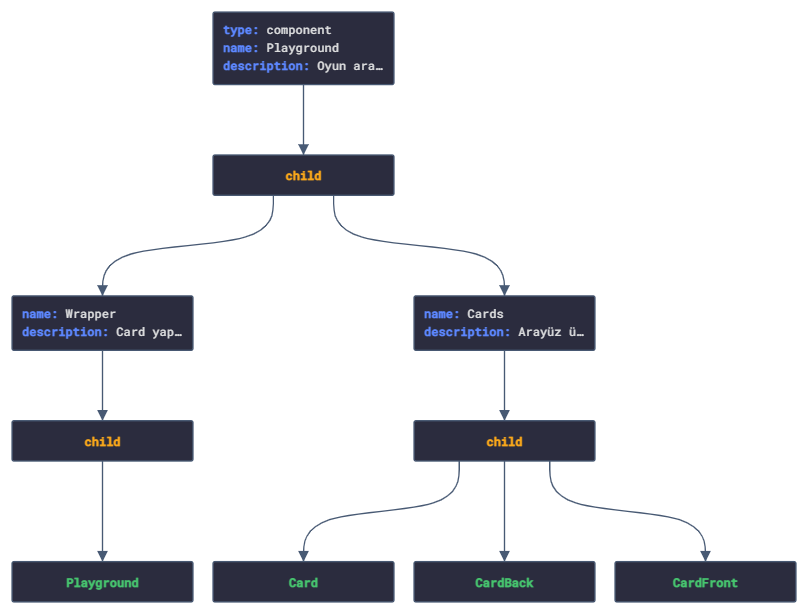 type: component
name: Playground
description: Oyun ara…
child
name: Wrapper
description: Card yap…
name: Cards
description: Arayüz ü…
child
child
Playground
Card
CardBack
CardFront